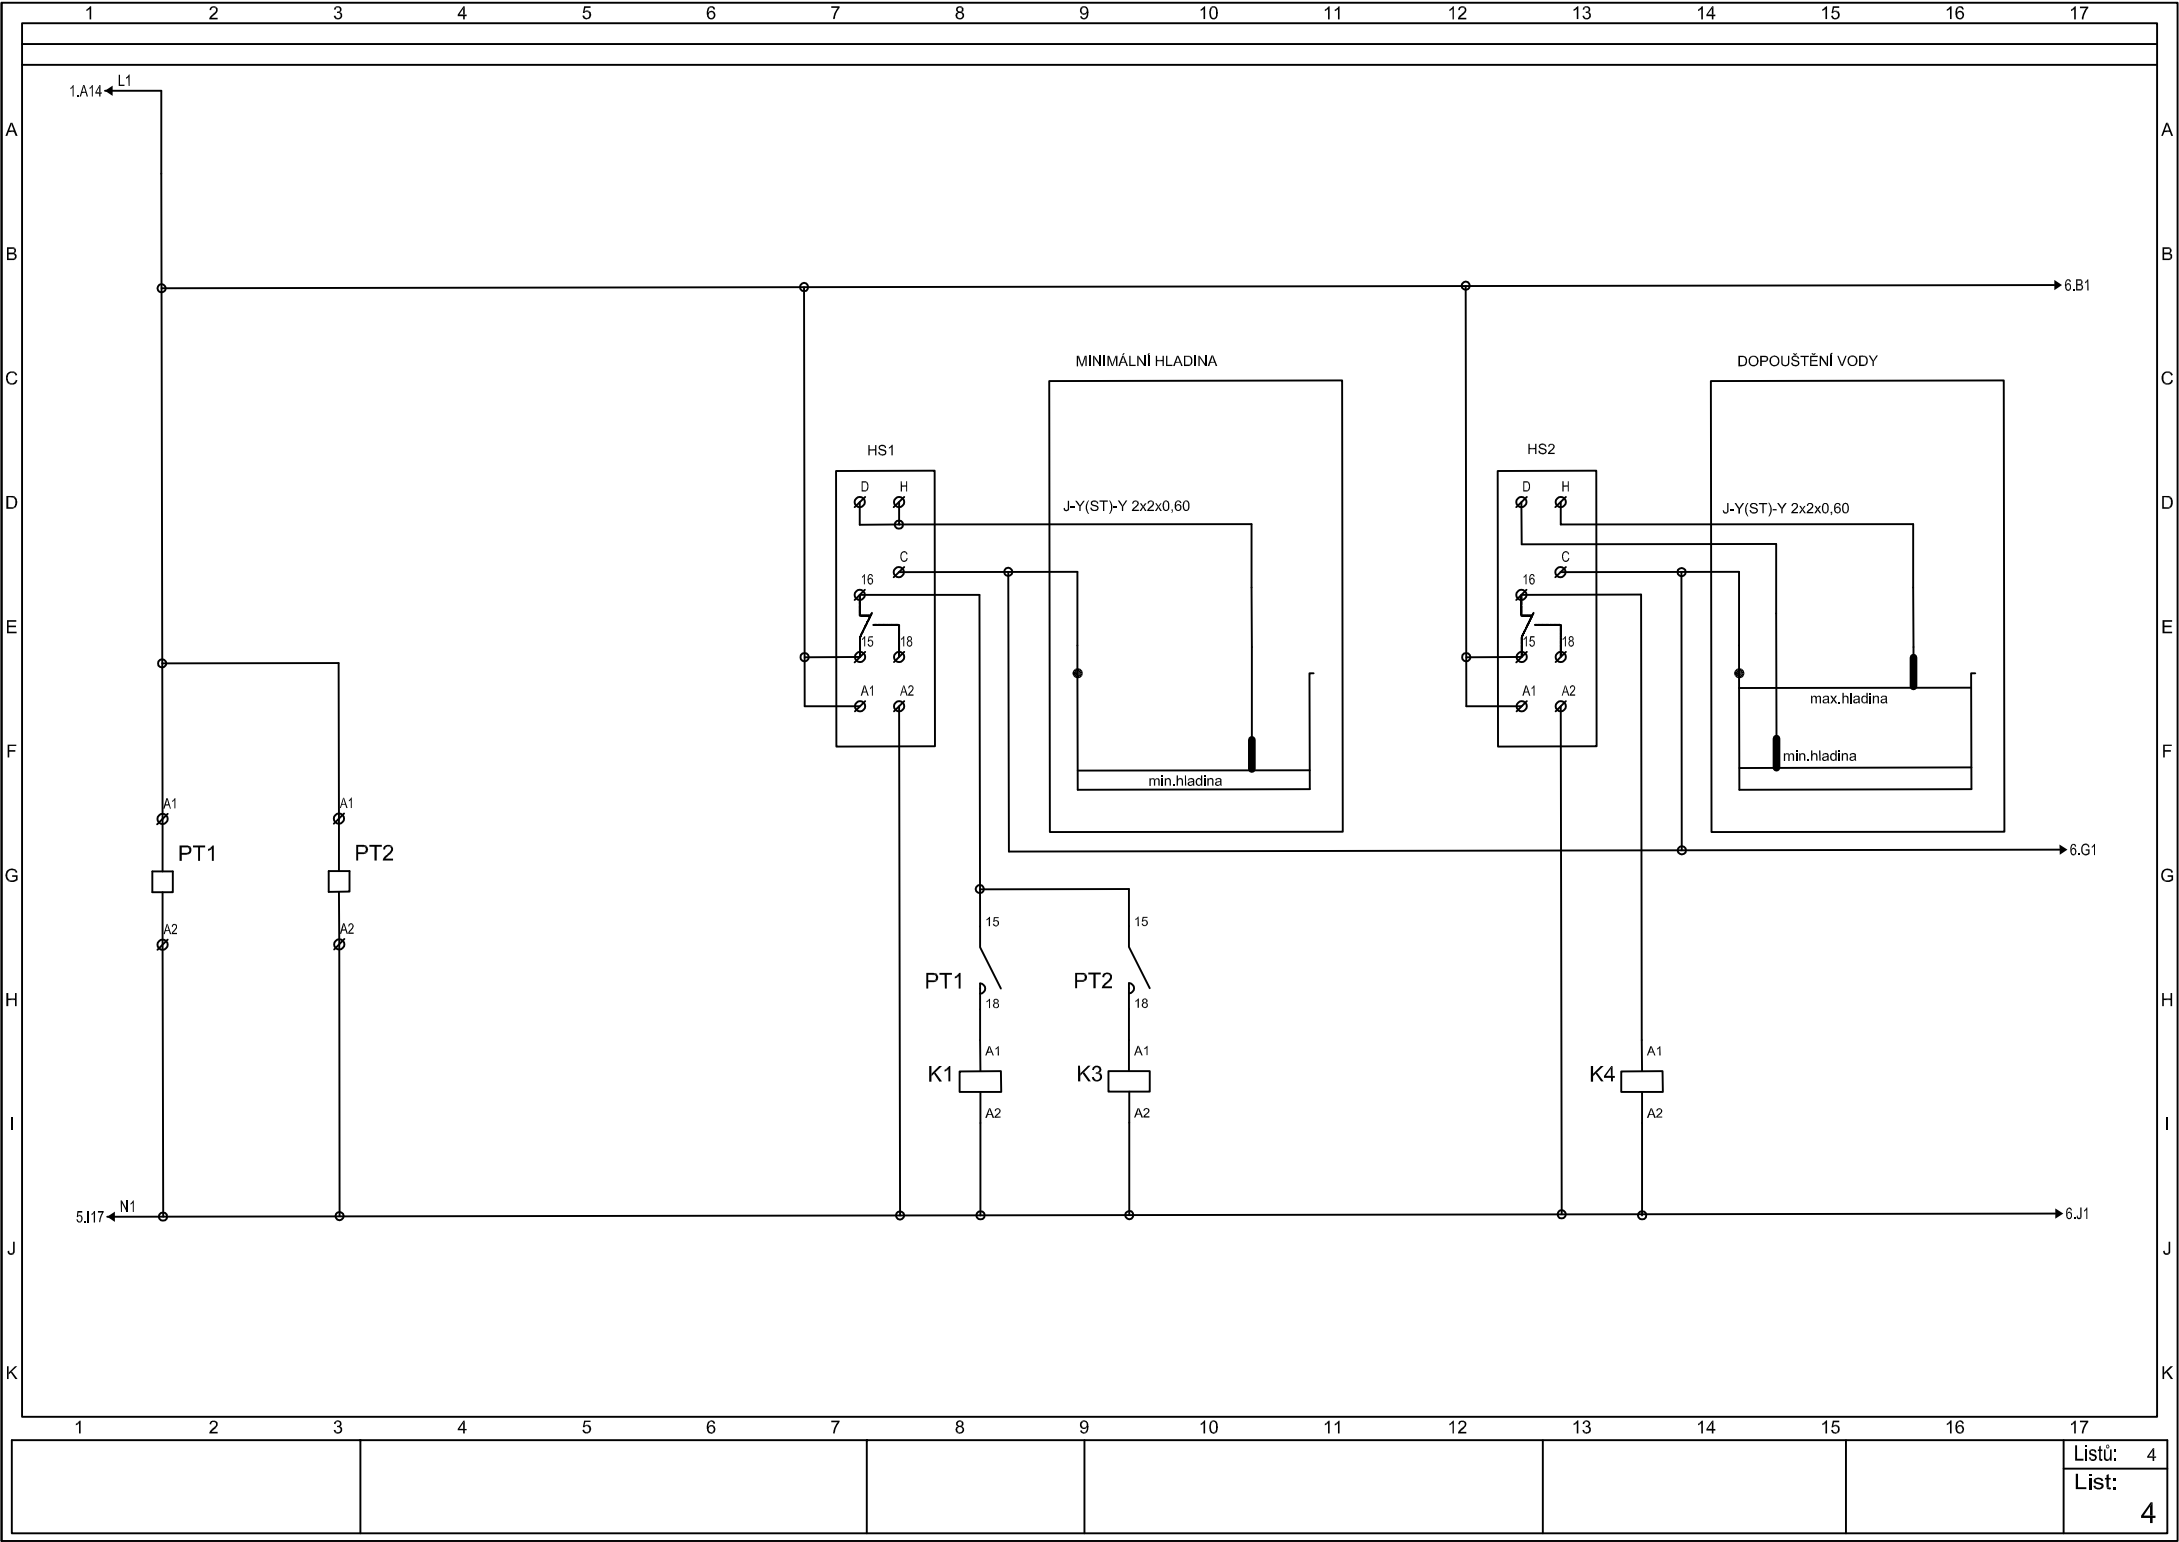 1 2 3 4 5 6 7 8 9 10 11 12 13 14 15 16 17
L1
1.A14
A A
B B
6.B1
MINIMÁLNÍ HLADINA DOPOUŠTĚNÍ VODY
C C
HS1 HS2
D H D H
D D
J-Y(ST)-Y 2x2x0,60 J-Y(ST)-Y 2x2x0,60
C C
16 16
E E
15 18 15 18
A1 A2 A1 A2
max.hladina
F F
min.hladina
min.hladina
A1 A1
PT1 PT2
6.G1
G G
A2 A2
15 15
PT1 PT2
H H
18 18
A1 A1 A1
K1 K3 K4
A2 A2 A2
I I
N1
5.I17 6.J1
J J
K K
1 2 3 4 5 6 7 8 9 10 11 12 13 14 15 16 17
Listů: 4
List:
4